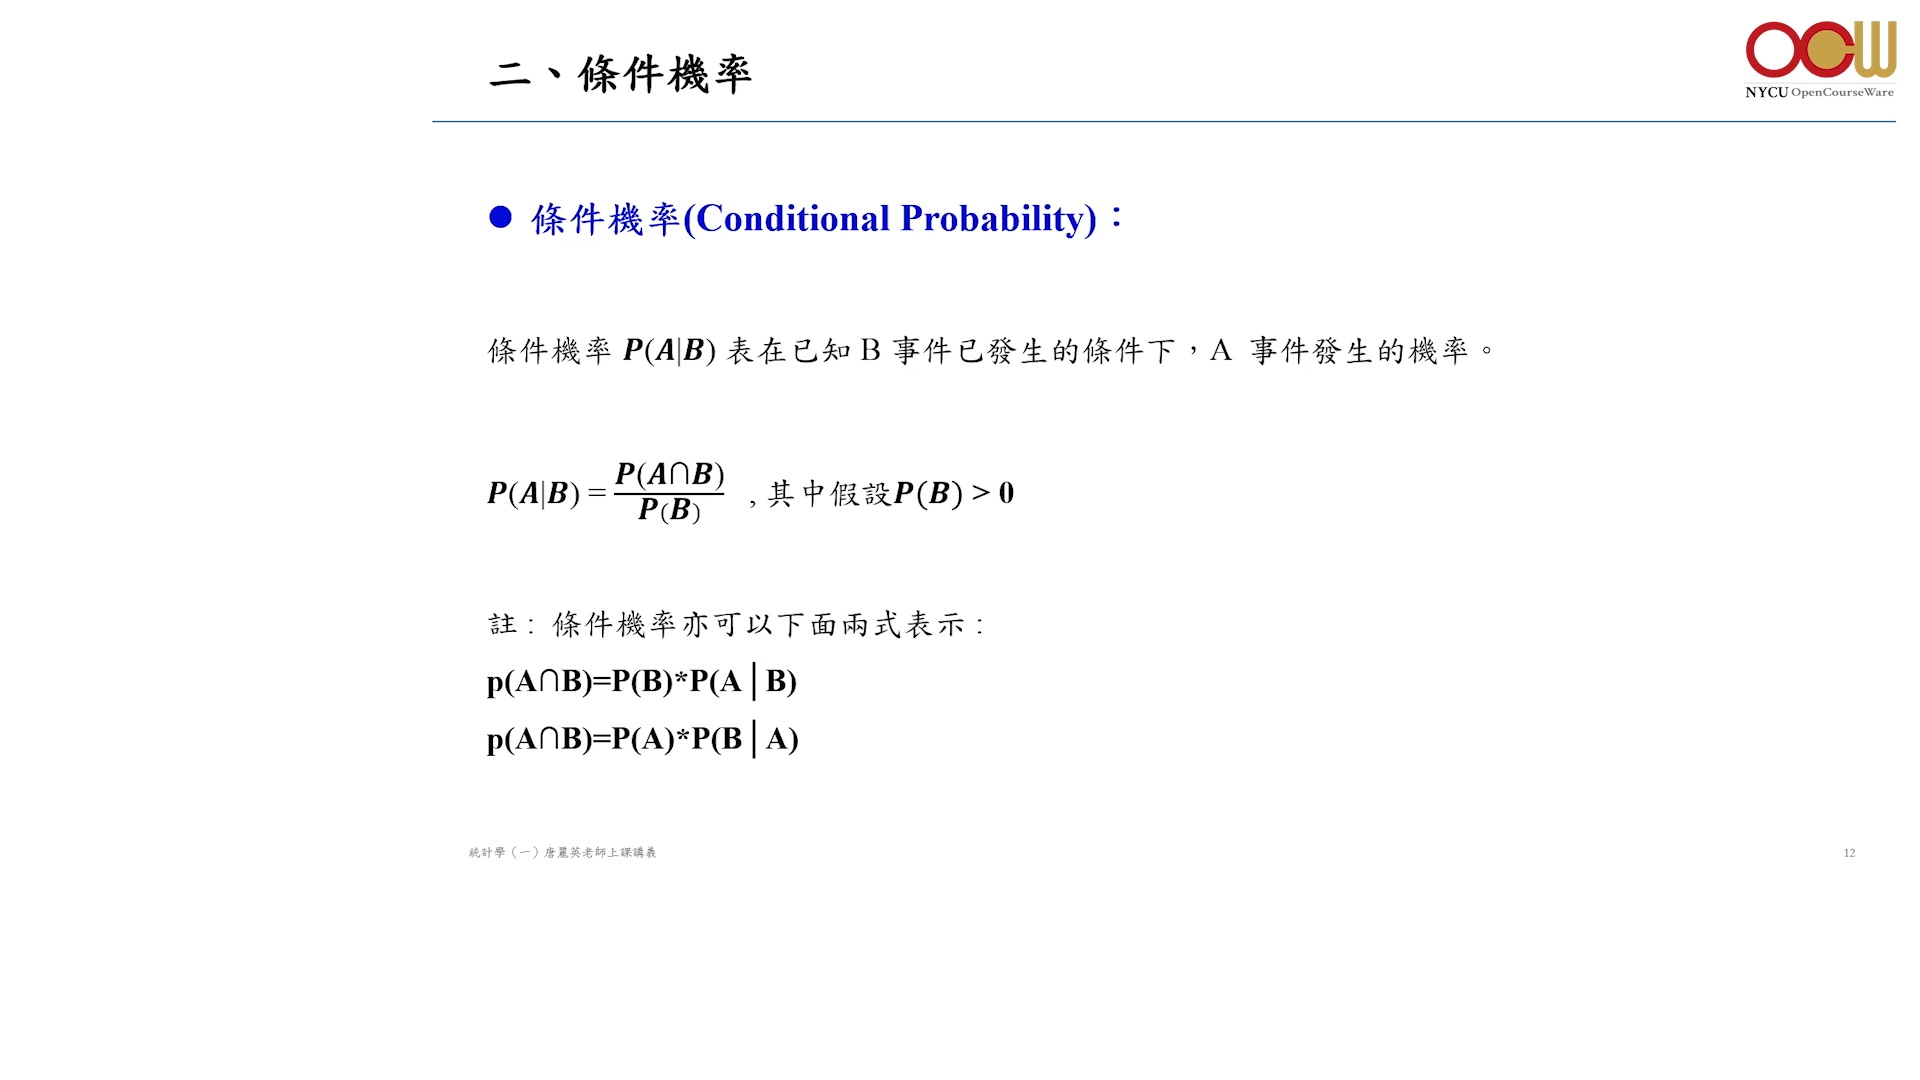 二、條件機率
OCW
NYCU OpenCourseWare
● 條件機率(Conditional Probability)：
條件機率 P(A|B) 表在已知 B 事件已發生的條件下，A 事件發生的機率。
P(A|B) = P(A∩B) / P(B) , 其中假設P(B) > 0
註 : 條件機率亦可以下面兩式表示 :
p(A∩B)=P(B)*P(A│B)
p(A∩B)=P(A)*P(B│A)
統計學（一）唐麗英老師上課講義
12